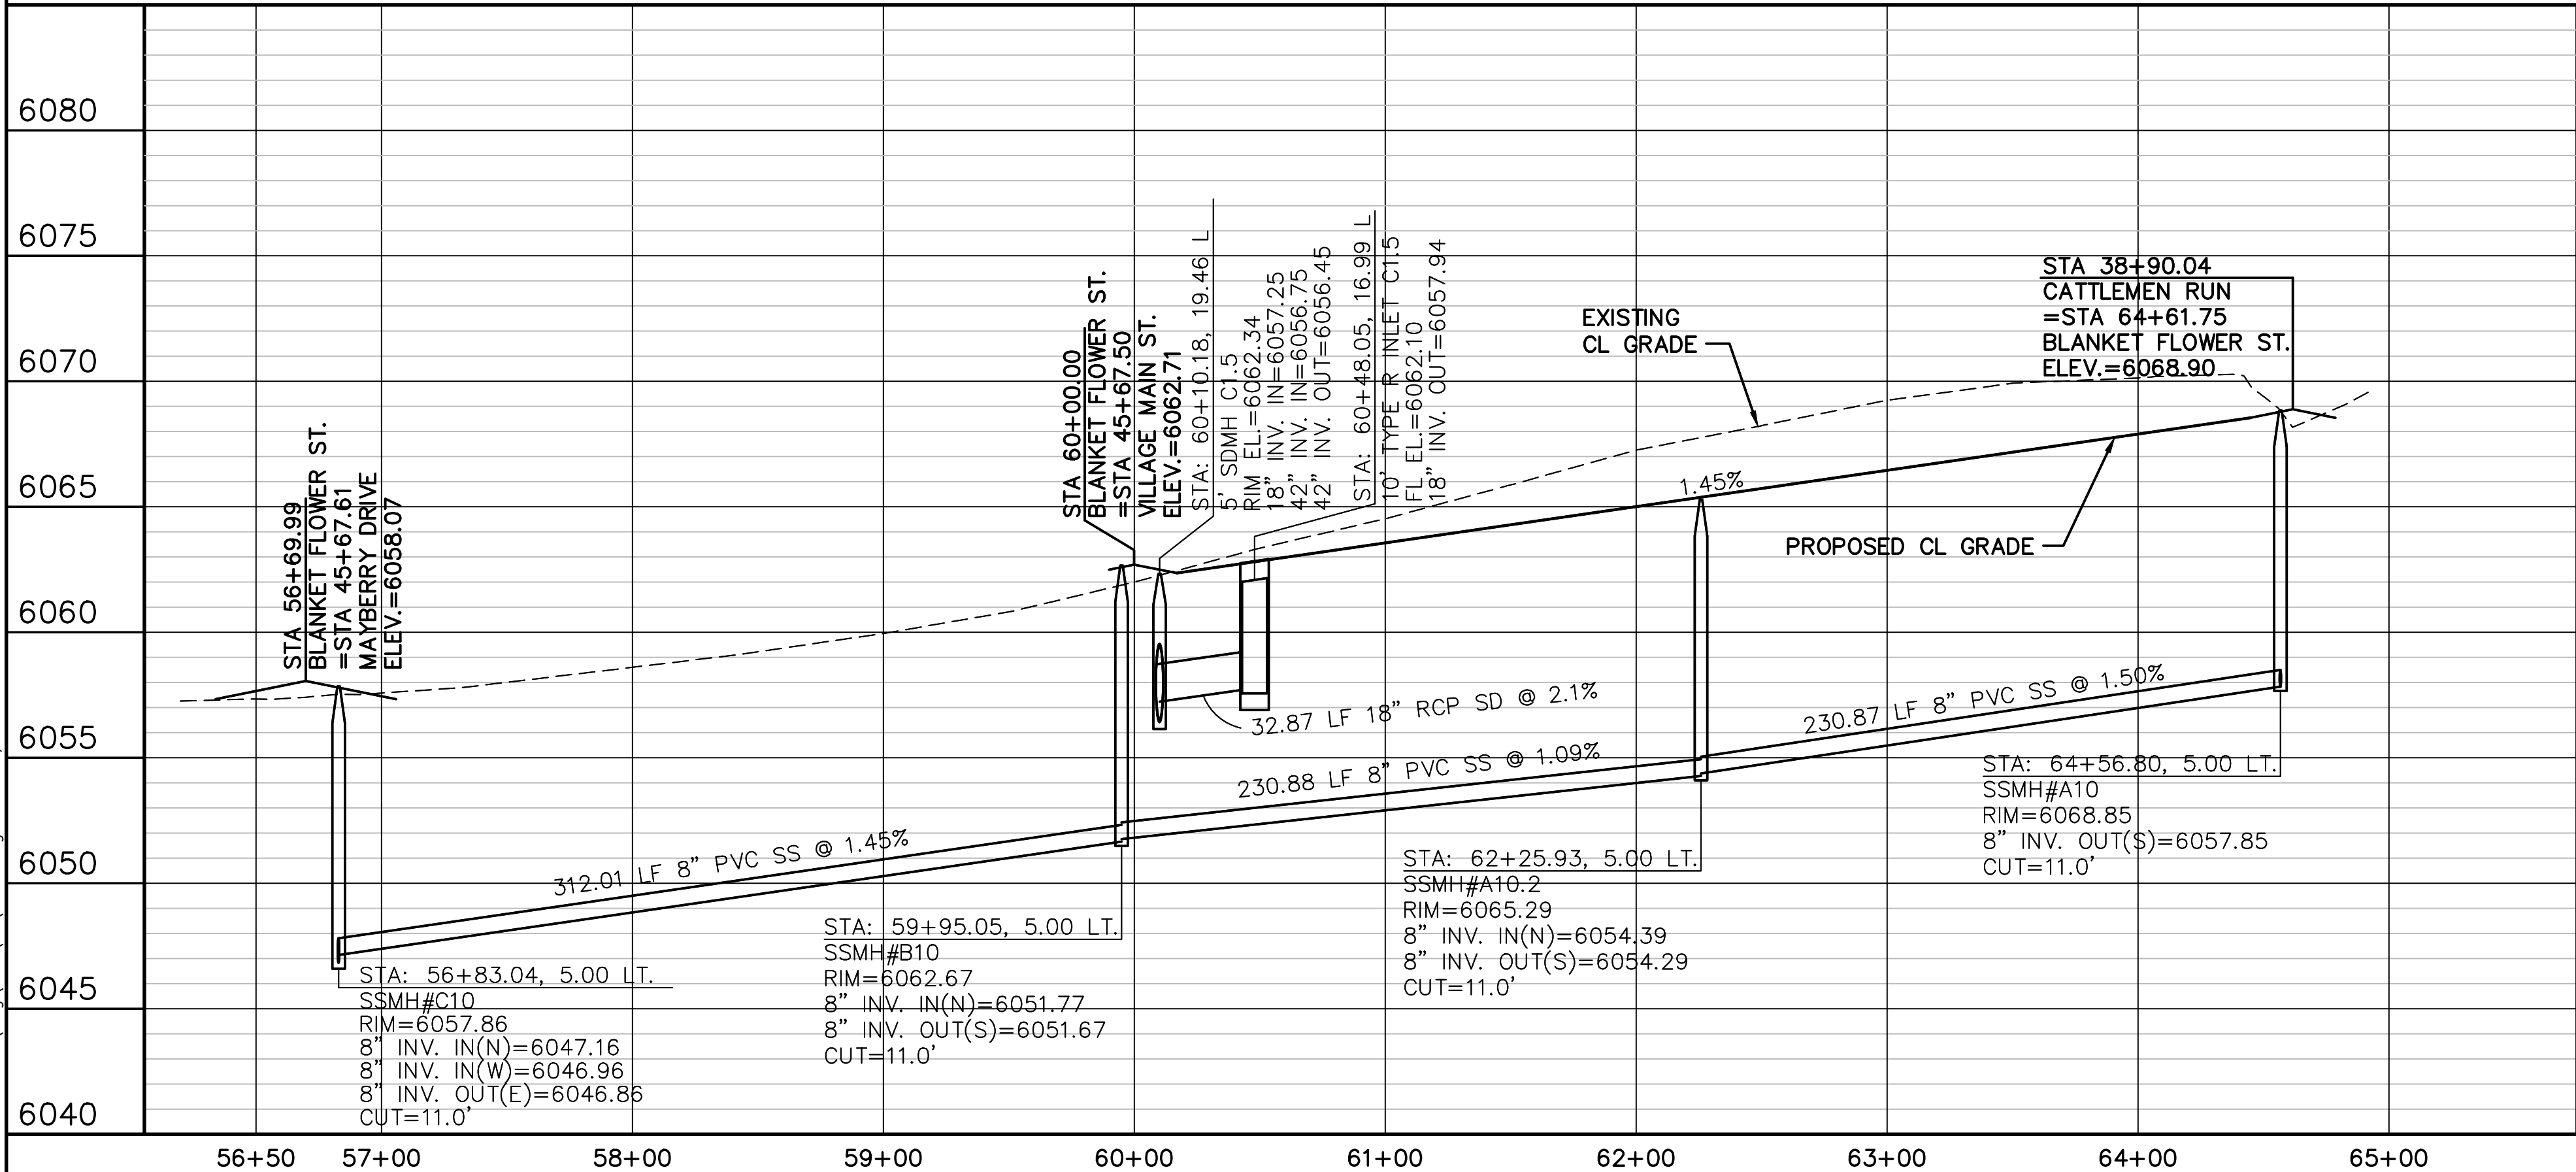 6080
6075
6070
6065
6060
6055
6050
6045
6040
STA 56+69.99
BLANKET FLOWER ST.
=STA 45+67.61
MAYBERRY DRIVE
ELEV.=6058.07
STA 60+00.00
BLANKET FLOWER ST.
=STA 45+67.50
VILLAGE MAIN ST.
ELEV.=6062.71
STA: 60+10.18, 19.46 L
5' SDMH C1.5
RIM EL.=6062.34
18" INV. IN=6057.25
42" INV. IN=6056.75
42" INV. OUT=6056.45
STA: 60+48.05, 16.99 L
10' TYPE R INLET C1.5
FL EL.=6062.10
18" INV. OUT=6057.94
EXISTING
CL GRADE
STA 38+90.04
CATTLEMEN RUN
=STA 64+61.75
BLANKET FLOWER ST.
ELEV.=6068.90
1.45%
PROPOSED CL GRADE
32.87 LF 18" RCP SD @ 2.1%
312.01 LF 8" PVC SS @ 1.45%
230.88 LF 8" PVC SS @ 1.09%
230.87 LF 8" PVC SS @ 1.50%
STA: 56+83.04, 5.00 LT.
SSMH#C10
RIM=6057.86
8" INV. IN(N)=6047.16
8" INV. IN(W)=6046.96
8" INV. OUT(E)=6046.86
CUT=11.0'
STA: 59+95.05, 5.00 LT.
SSMH#B10
RIM=6062.67
8" INV. IN(N)=6051.77
8" INV. OUT(S)=6051.67
CUT=11.0'
STA: 62+25.93, 5.00 LT.
SSMH#A10.2
RIM=6065.29
8" INV. IN(N)=6054.39
8" INV. OUT(S)=6054.29
CUT=11.0'
STA: 64+56.80, 5.00 LT.
SSMH#A10
RIM=6068.85
8" INV. OUT(S)=6057.85
CUT=11.0'
56+50 57+00 58+00 59+00 60+00 61+00 62+00 63+00 64+00 65+00